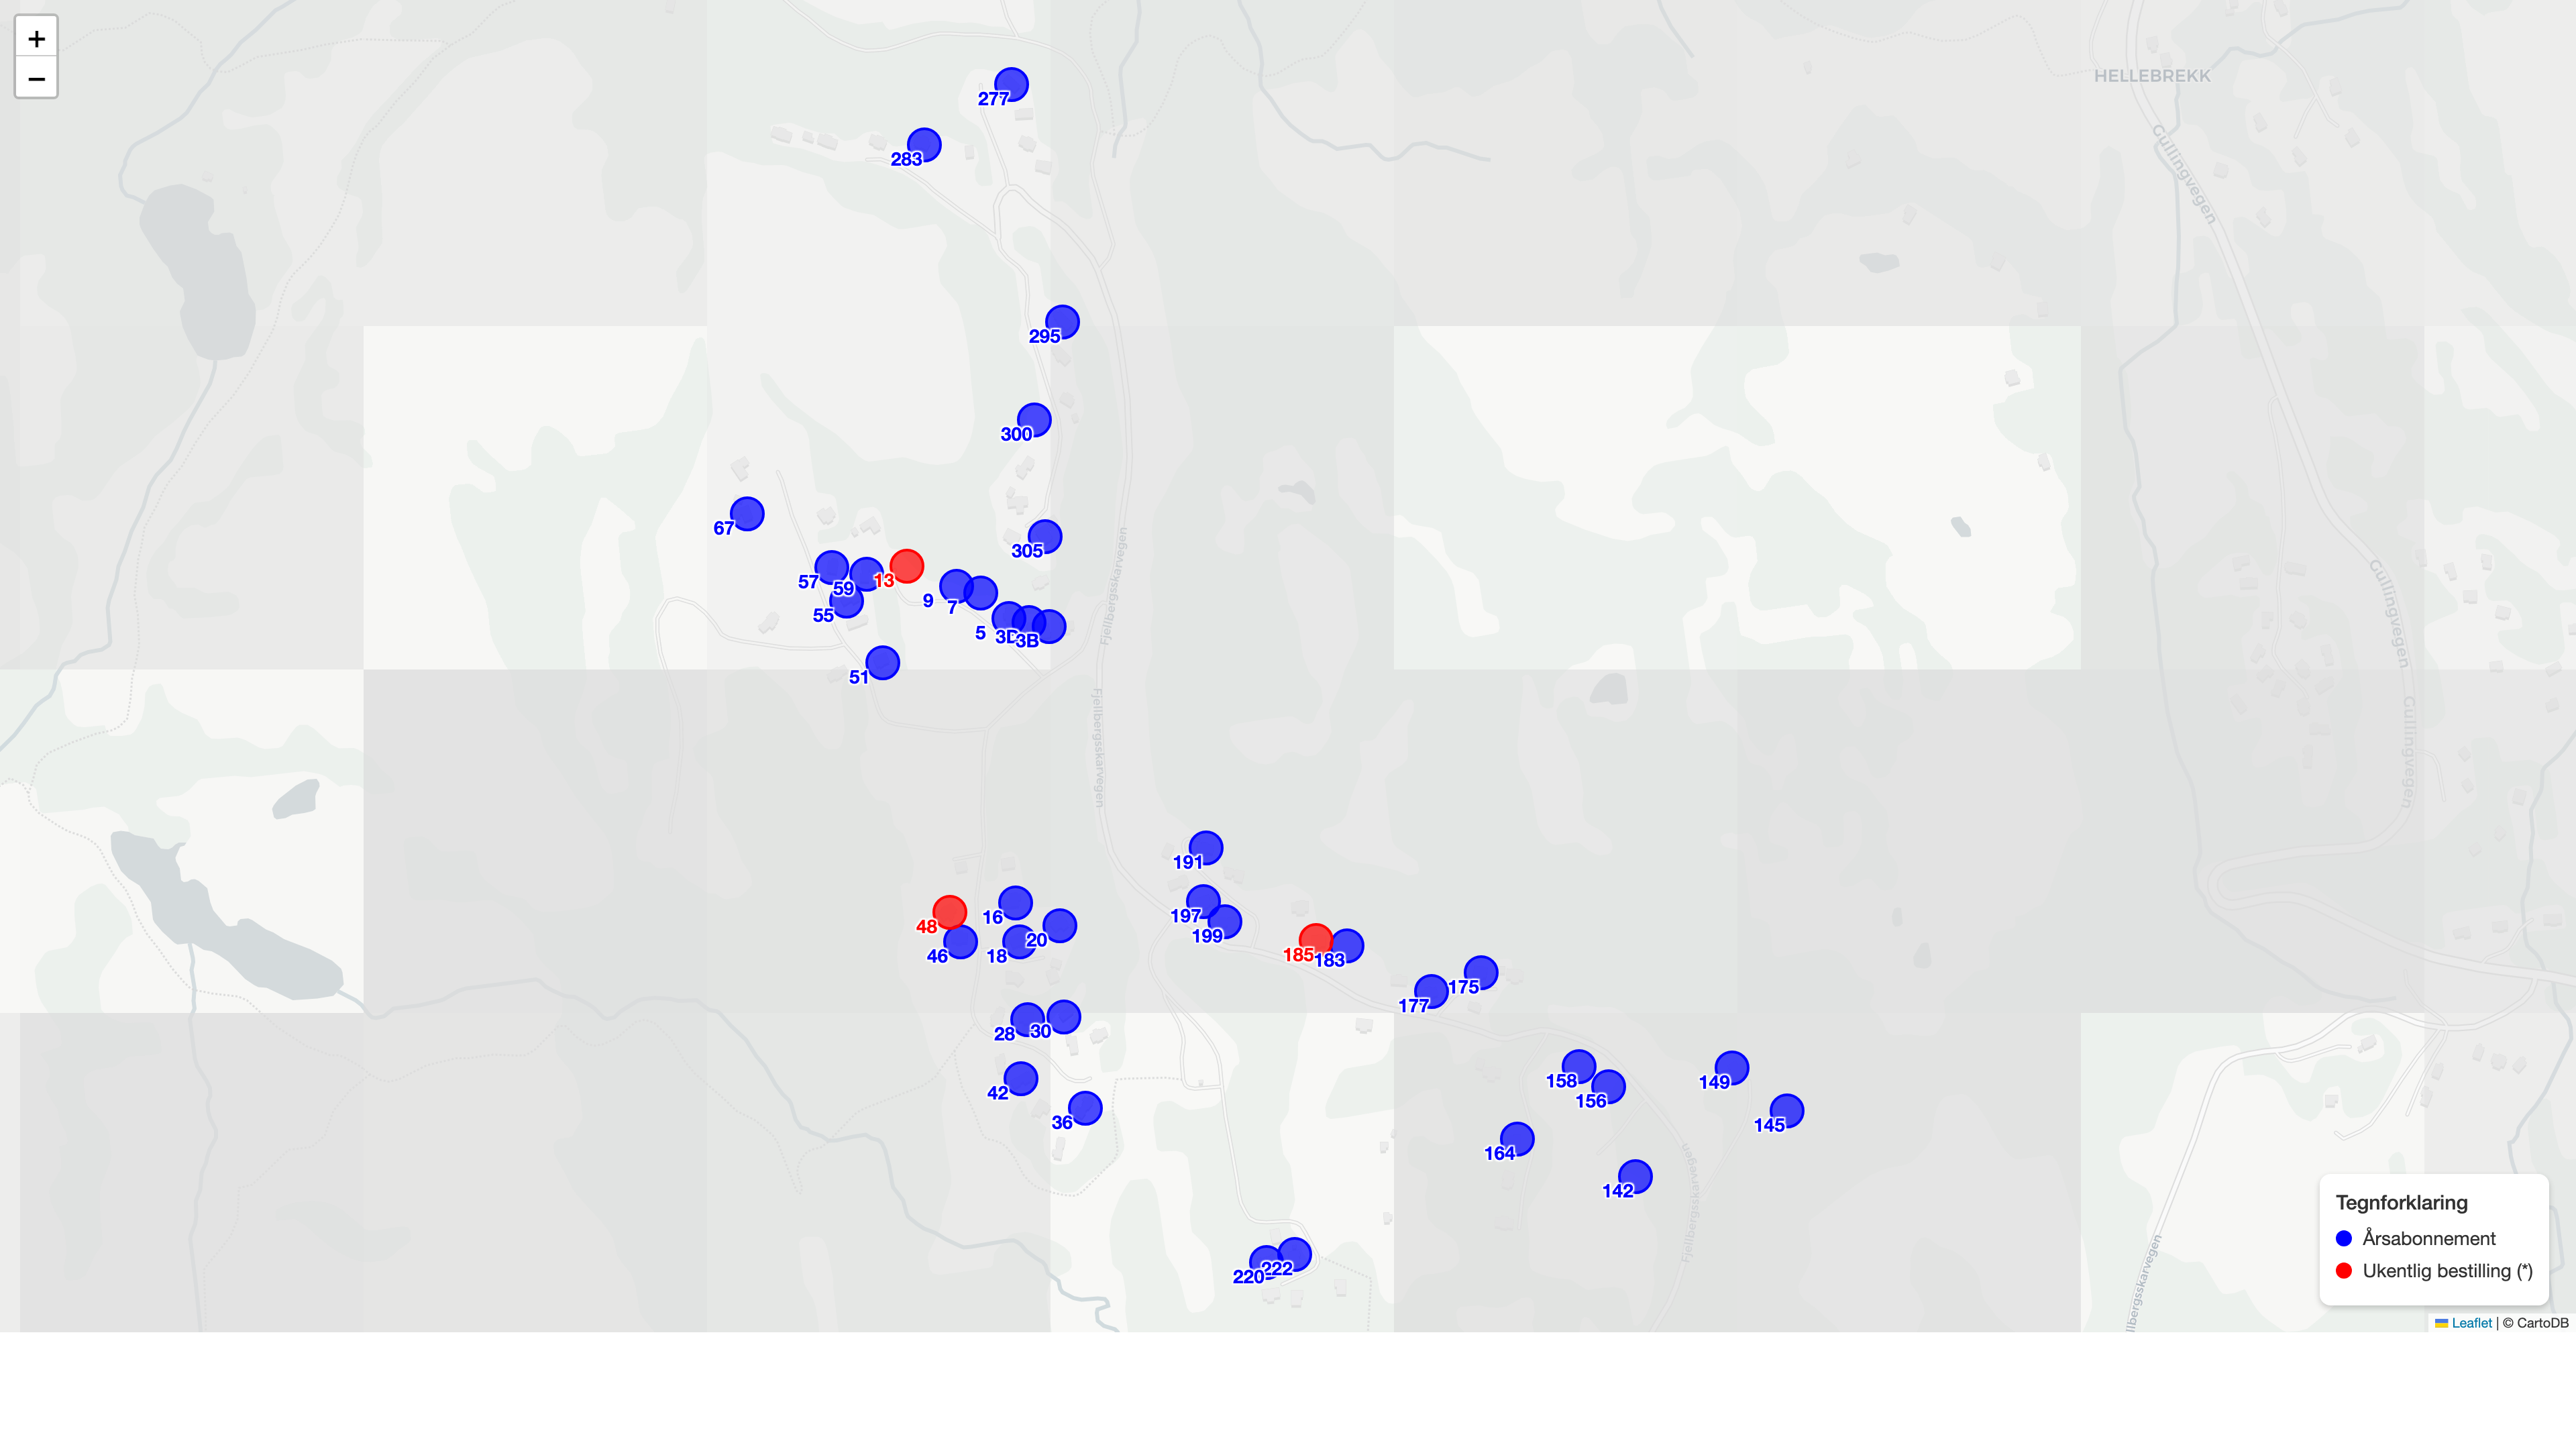 +
−
HELLEBREKK
277
Gullingvegen
283
295
300
67
305
Fjellbergsskarvegen
57
59
13
9
7
55
5
3D
3B
Gullingvegen
51
Fjellbergsskarvegen
Gullingvegen
191
48
16
197
20
199
46
18
185
183
175
177
28
30
158
149
42
156
36
145
164
142
Fjellbergsskarvegen
220
222
llbergsskarvegen
Tegnforklaring
Årsabonnement
Ukentlig bestilling (*)
Leaflet | © CartoDB